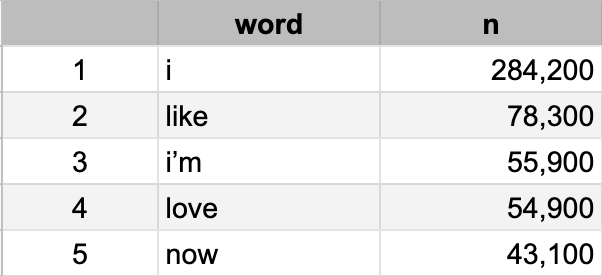 word n
1 i 284,200
2 like 78,300
3 i’m 55,900
4 love 54,900
5 now 43,100